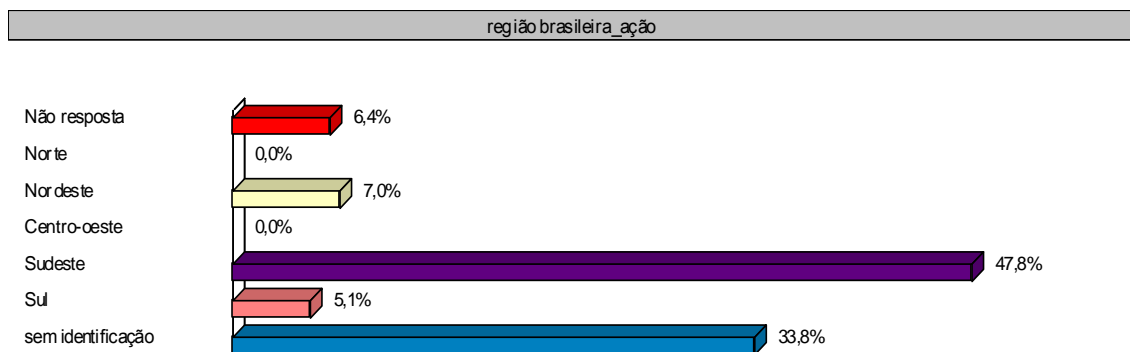 região brasileira_ação
Não resposta 6,4%
Norte 0,0%
Nordeste 7,0%
Centro-oeste 0,0%
Sudeste 47,8%
Sul 5,1%
sem identificação 33,8%